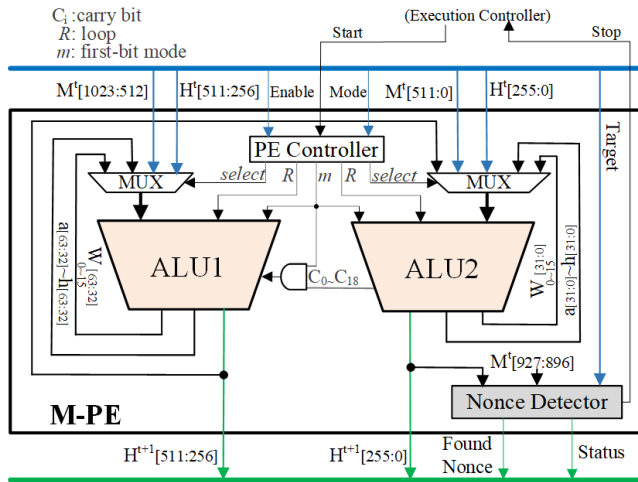 Ci :carry bit
R: loop
m: first-bit mode
(Execution Controller)
Start
Stop
Mᵗ[1023:512]
Hᵗ[511:256]
Enable
Mode
Mᵗ[511:0]
Hᵗ[255:0]
Target
PE Controller
MUX
select
R
m
R
select
MUX
a[63:32]~h[63:32]
W[63:32]
0~15
ALU1
C0~C18
ALU2
W[31:0]
0~15
a[31:0]~h[31:0]
Mᵗ[927:896]
Nonce Detector
M-PE
Hᵗ⁺¹[511:256]
Hᵗ⁺¹[255:0]
Found
Nonce
Status